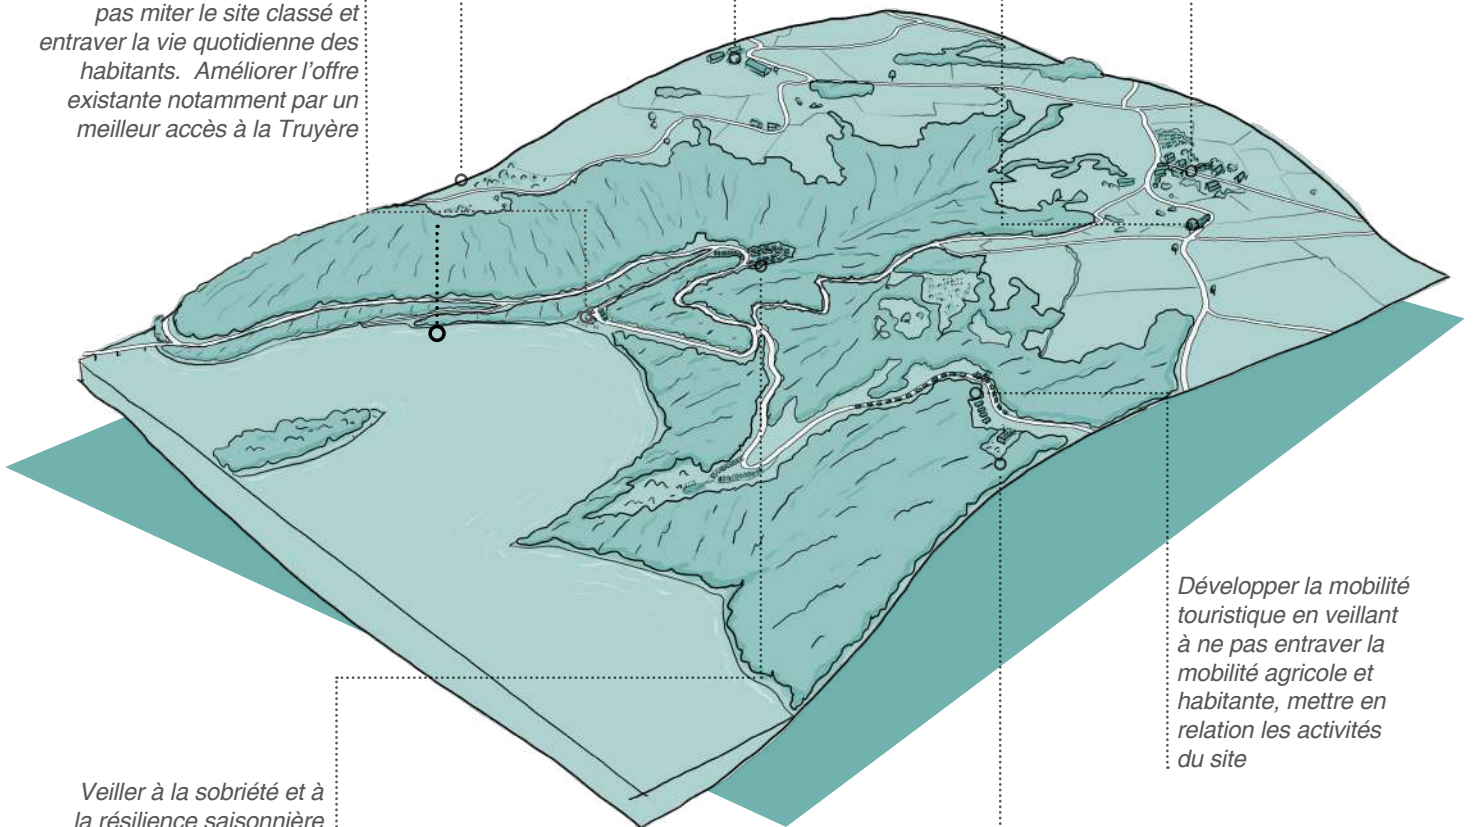 pas miter le site classé et
entraver la vie quotidienne des
habitants. Améliorer l’offre
existante notamment par un
meilleur accès à la Truyère
Développer la mobilité
touristique en veillant
à ne pas entraver la
mobilité agricole et
habitante, mettre en
relation les activités
du site
Veiller à la sobriété et à
la résilience saisonnière